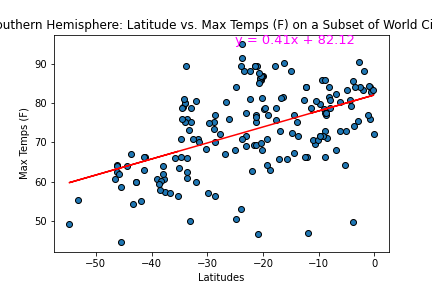 outhern Hemisphere: Latitude vs. Max Temps (F) on a Subset of World Ci
y = 0.41x + 82.12
90
80
70
60
50
Max Temps (F)
−50 −40 −30 −20 −10 0
Latitudes